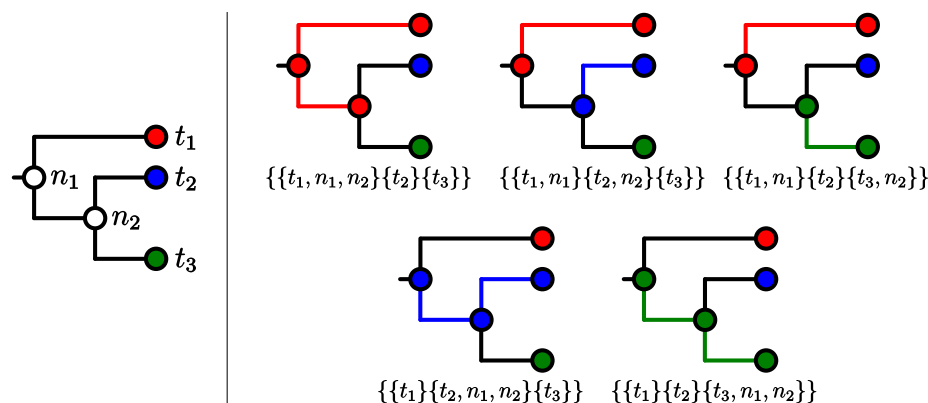 t₁
n₁
t₂
n₂
t₃
{{t₁, n₁, n₂}{t₂}{t₃}}
{{t₁, n₁}{t₂, n₂}{t₃}}
{{t₁, n₁}{t₂}{t₃, n₂}}
{{t₁}{t₂, n₁, n₂}{t₃}}
{{t₁}{t₂}{t₃, n₁, n₂}}